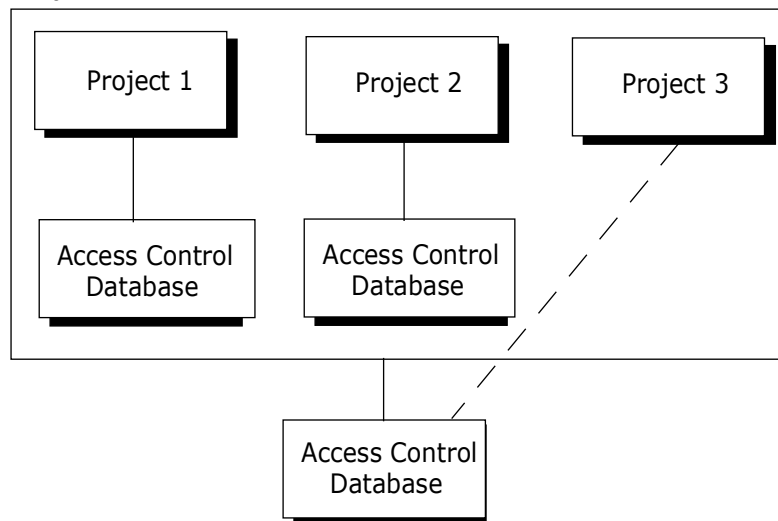 Project 1
Project 2
Project 3
Access Control
Database
Access Control
Database
Access Control
Database